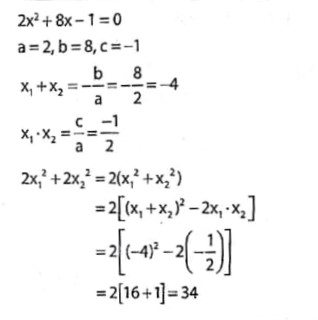 2x²+8x−1=0
a=2, b=8, c=−1
x₁+x₂=−b/a=−8/2=−4
x₁·x₂=c/a=−1/2
2x₁²+2x₂²=2(x₁²+x₂²)
=2[(x₁+x₂)²−2x₁·x₂]
=2[(−4)²−2(−1/2)]
=2[16+1]=34